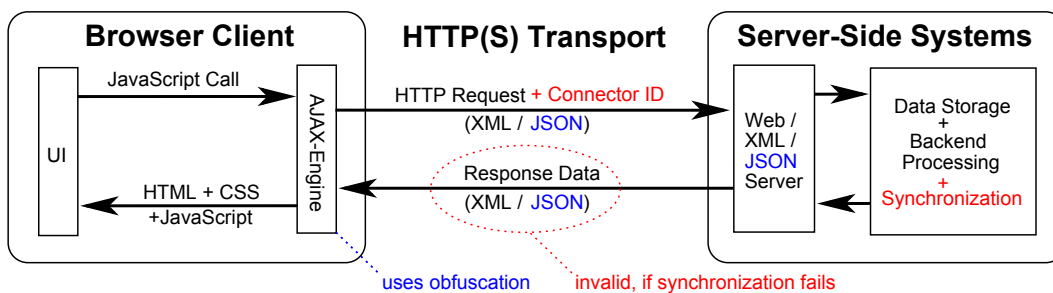 Browser Client
HTTP(S) Transport
Server-Side Systems
UI
JavaScript Call
HTML + CSS
+JavaScript
AJAX-Engine
HTTP Request + Connector ID
(XML / JSON)
Response Data
(XML / JSON)
Web /
XML /
JSON
Server
Data Storage
+
Backend
Processing
+
Synchronization
uses obfuscation
invalid, if synchronization fails